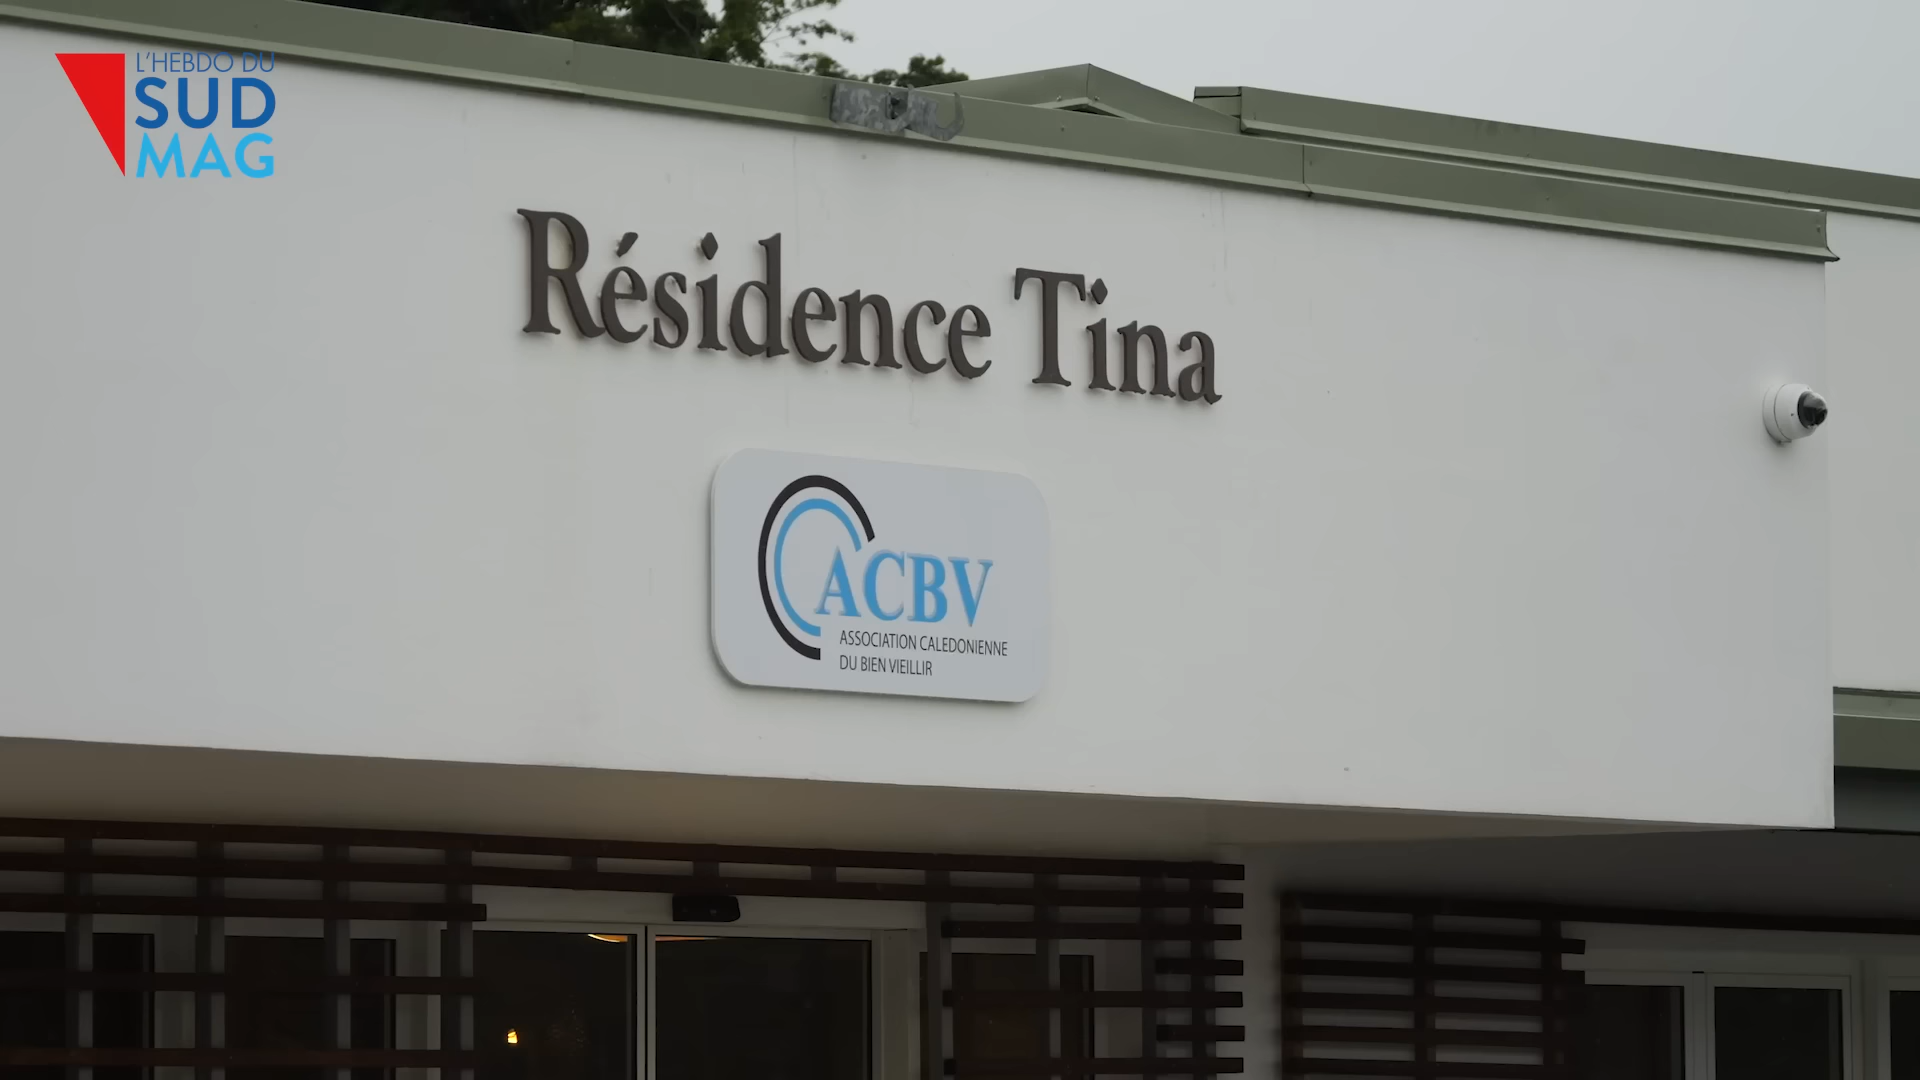 L'HEBDO DU
SUD
MAG
Résidence Tina
ACBV
ASSOCIATION CALEDONIENNE
DU BIEN VIEILLIR